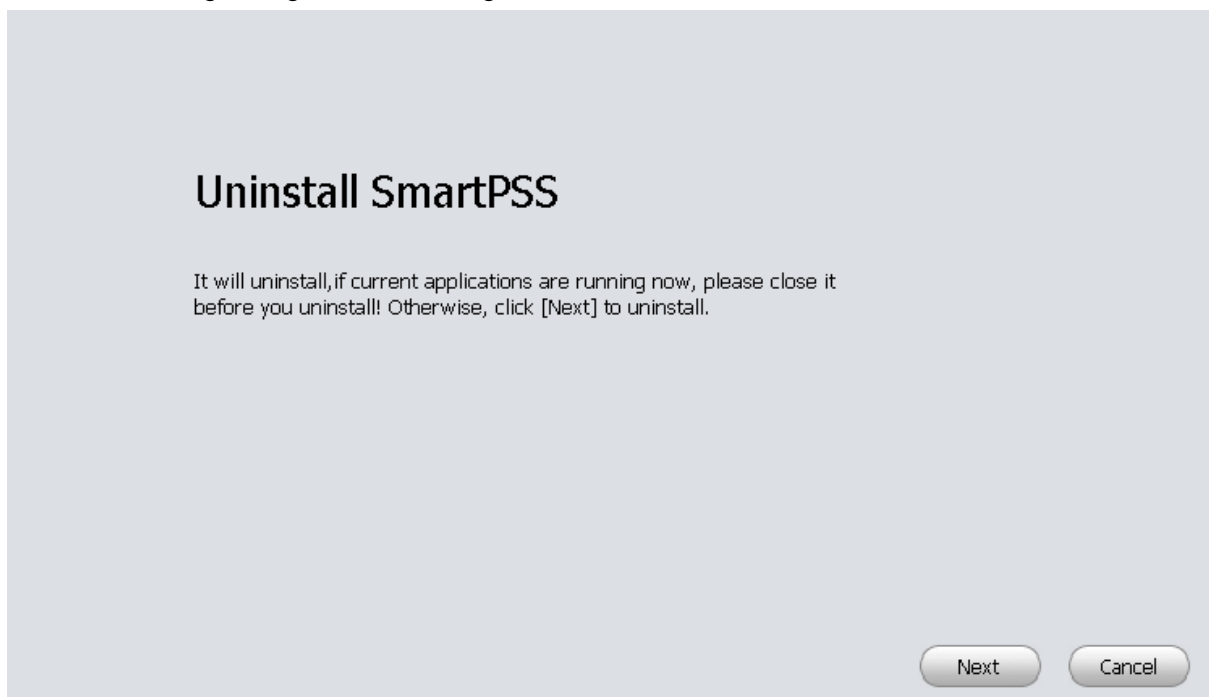 Uninstall SmartPSS
It will uninstall,if current applications are running now, please close it
before you uninstall! Otherwise, click [Next] to uninstall.
Next Cancel